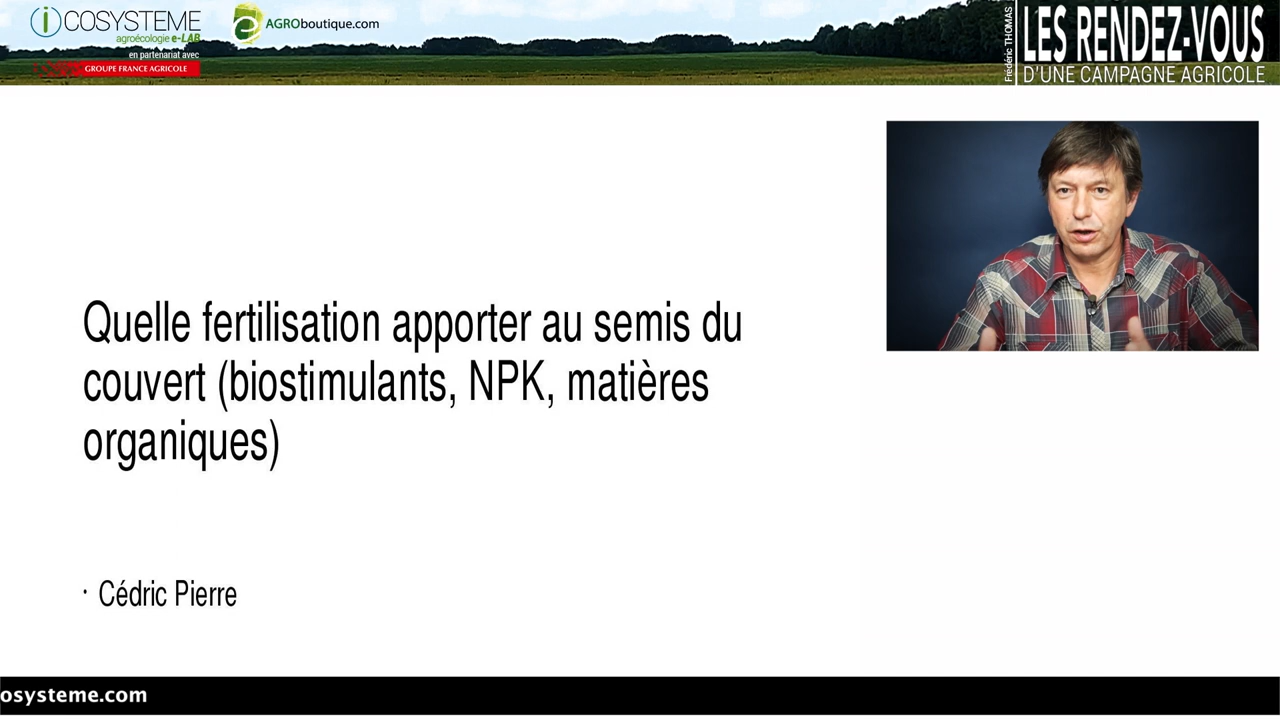 iCOSYSTEME
agroécologie e-LAB
en partenariat avec
GROUPE FRANCE AGRICOLE
AGROboutique.com
Frédéric THOMAS
LES RENDEZ-VOUS
D'UNE CAMPAGNE AGRICOLE
Quelle fertilisation apporter au semis du
couvert (biostimulants, NPK, matières
organiques)
· Cédric Pierre
osysteme.com